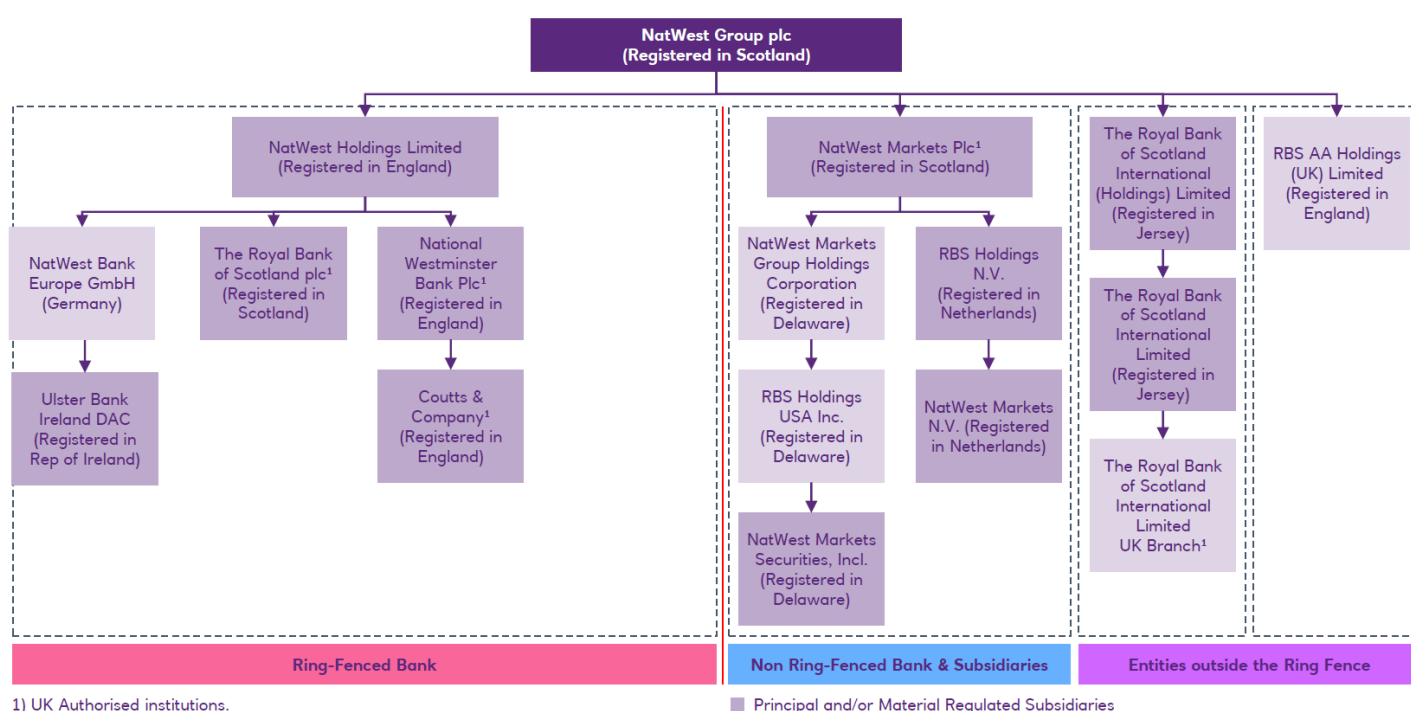 NatWest Group plc
(Registered in Scotland)
NatWest Holdings Limited
(Registered in England)
NatWest Bank
Europe GmbH
(Germany)
Ulster Bank
Ireland DAC
(Registered in
Rep of Ireland)
The Royal Bank
of Scotland plc¹
(Registered in
Scotland)
National
Westminster
Bank Plc¹
(Registered in
England)
Coutts &
Company¹
(Registered in
England)
NatWest Markets Plc¹
(Registered in Scotland)
NatWest Markets
Group Holdings
Corporation
(Registered in
Delaware)
RBS Holdings
USA Inc.
(Registered in
Delaware)
NatWest Markets
Securities, Incl.
(Registered in
Delaware)
RBS Holdings
N.V.
(Registered in
Netherlands)
NatWest Markets
N.V. (Registered
in Netherlands)
The Royal Bank
of Scotland
International
(Holdings) Limited
(Registered in
Jersey)
The Royal Bank
of Scotland
International
Limited
(Registered in
Jersey)
The Royal Bank
of Scotland
International
Limited
UK Branch¹
RBS AA Holdings
(UK) Limited
(Registered in
England)
Ring-Fenced Bank
Non Ring-Fenced Bank & Subsidiaries
Entities outside the Ring Fence
1) UK Authorised institutions.
Principal and/or Material Regulated Subsidiaries